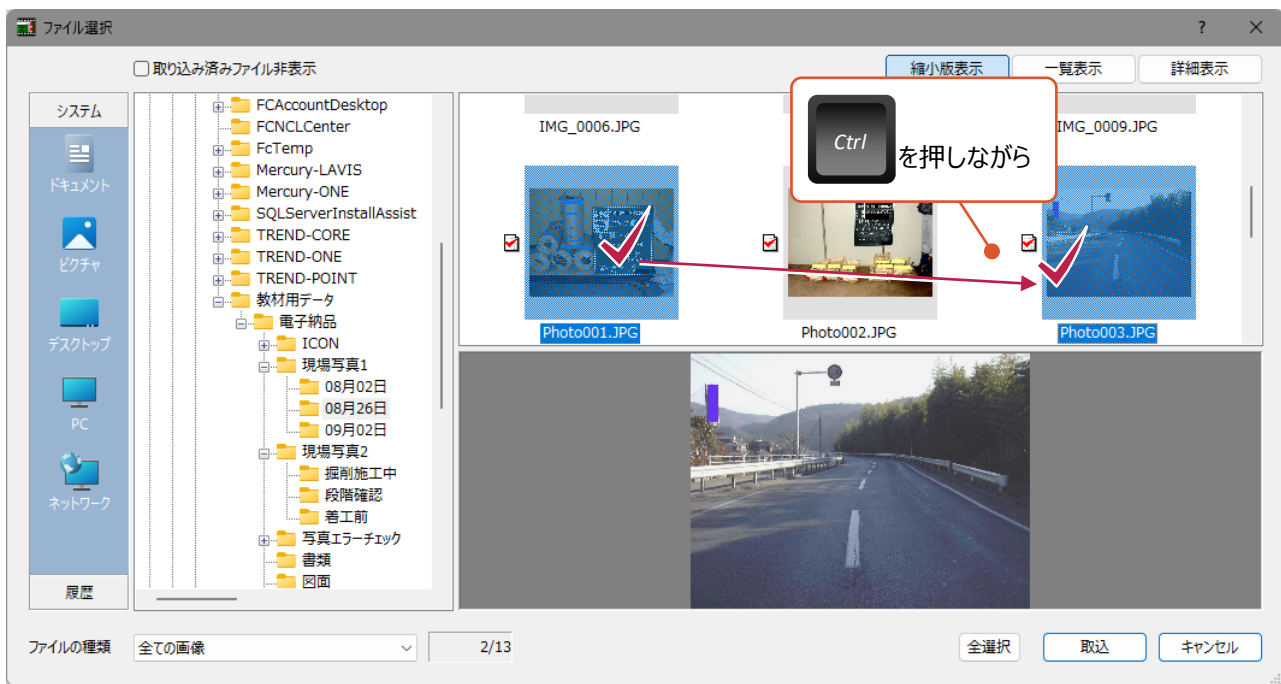 ファイル選択
取り込み済みファイル非表示
縮小版表示
一覧表示
詳細表示
システム
ドキュメント
ピクチャ
デスクトップ
PC
ネットワーク
履歴
FCAccountDesktop
FCNCLCenter
FcTemp
Mercury-LAVIS
Mercury-ONE
SQLServerInstallAssist
TREND-CORE
TREND-ONE
TREND-POINT
教材用データ
電子納品
ICON
現場写真1
08月02日
08月26日
09月02日
現場写真2
掘削施工中
段階確認
着工前
写真エラーチェック
書類
図面
IMG_0006.JPG
IMG_0009.JPG
Ctrl
を押しながら
Photo001.JPG
Photo002.JPG
Photo003.JPG
ファイルの種類
全ての画像
2/13
全選択
取込
キャンセル